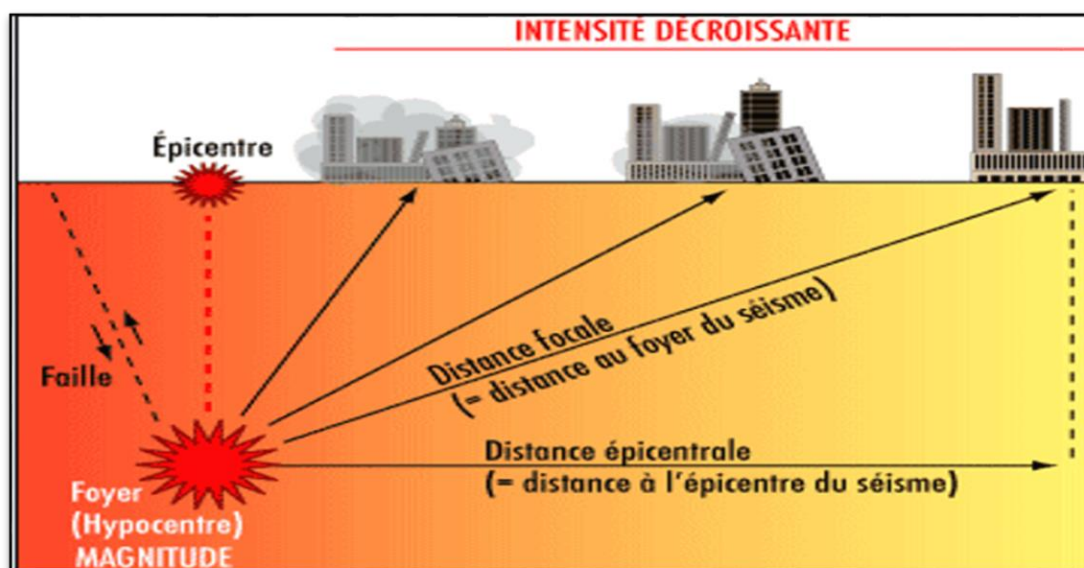 INTENSITÉ DÉCROISSANTE
Épicentre
Faille
Distance focale
(= distance au foyer du séisme)
Distance épicentrale
(= distance à l'épicentre du séisme)
Foyer
(Hypocentre)
MAGNITUDE